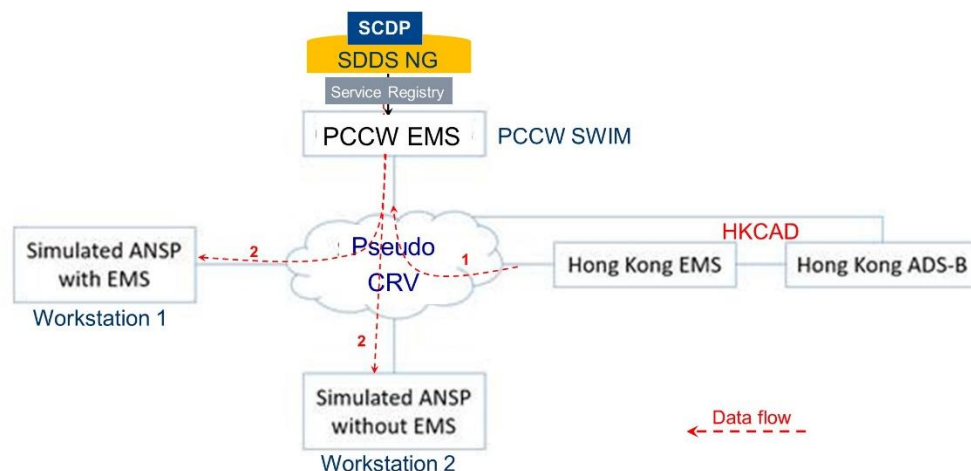 SCDP
SDDS NG
Service Registry
PCCW EMS
PCCW SWIM
HKCAD
Simulated ANSP
with EMS
Workstation 1
2
Pseudo
CRV
1
Hong Kong EMS
Hong Kong ADS-B
2
Simulated ANSP
without EMS
Workstation 2
Data flow